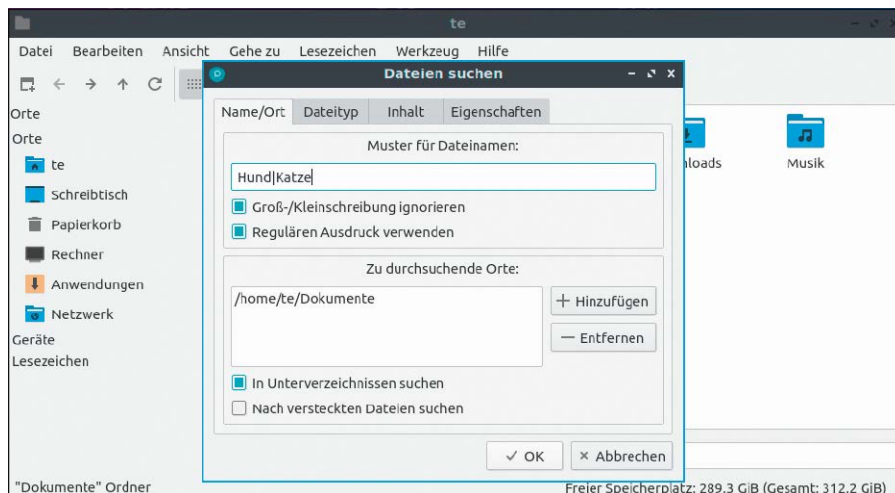 te
Datei Bearbeiten Ansicht Gehe zu Lesezeichen Werkzeug Hilfe
Orte
Orte
te
Schreibtisch
Papierkorb
Rechner
Anwendungen
Netzwerk
Geräte
Lesezeichen
Dateien suchen
Name/Ort Dateityp Inhalt Eigenschaften
Muster für Dateinamen:
Hund|Katze
Groß-/Kleinschreibung ignorieren
Regulären Ausdruck verwenden
Zu durchsuchende Orte:
/home/te/Dokumente
Hinzufügen
Entfernen
In Unterverzeichnissen suchen
Nach versteckten Dateien suchen
OK Abbrechen
nloads Musik
"Dokumente" Ordner
Freier Speicherplatz: 289.3 GiB (Gesamt: 312.2 GiB)